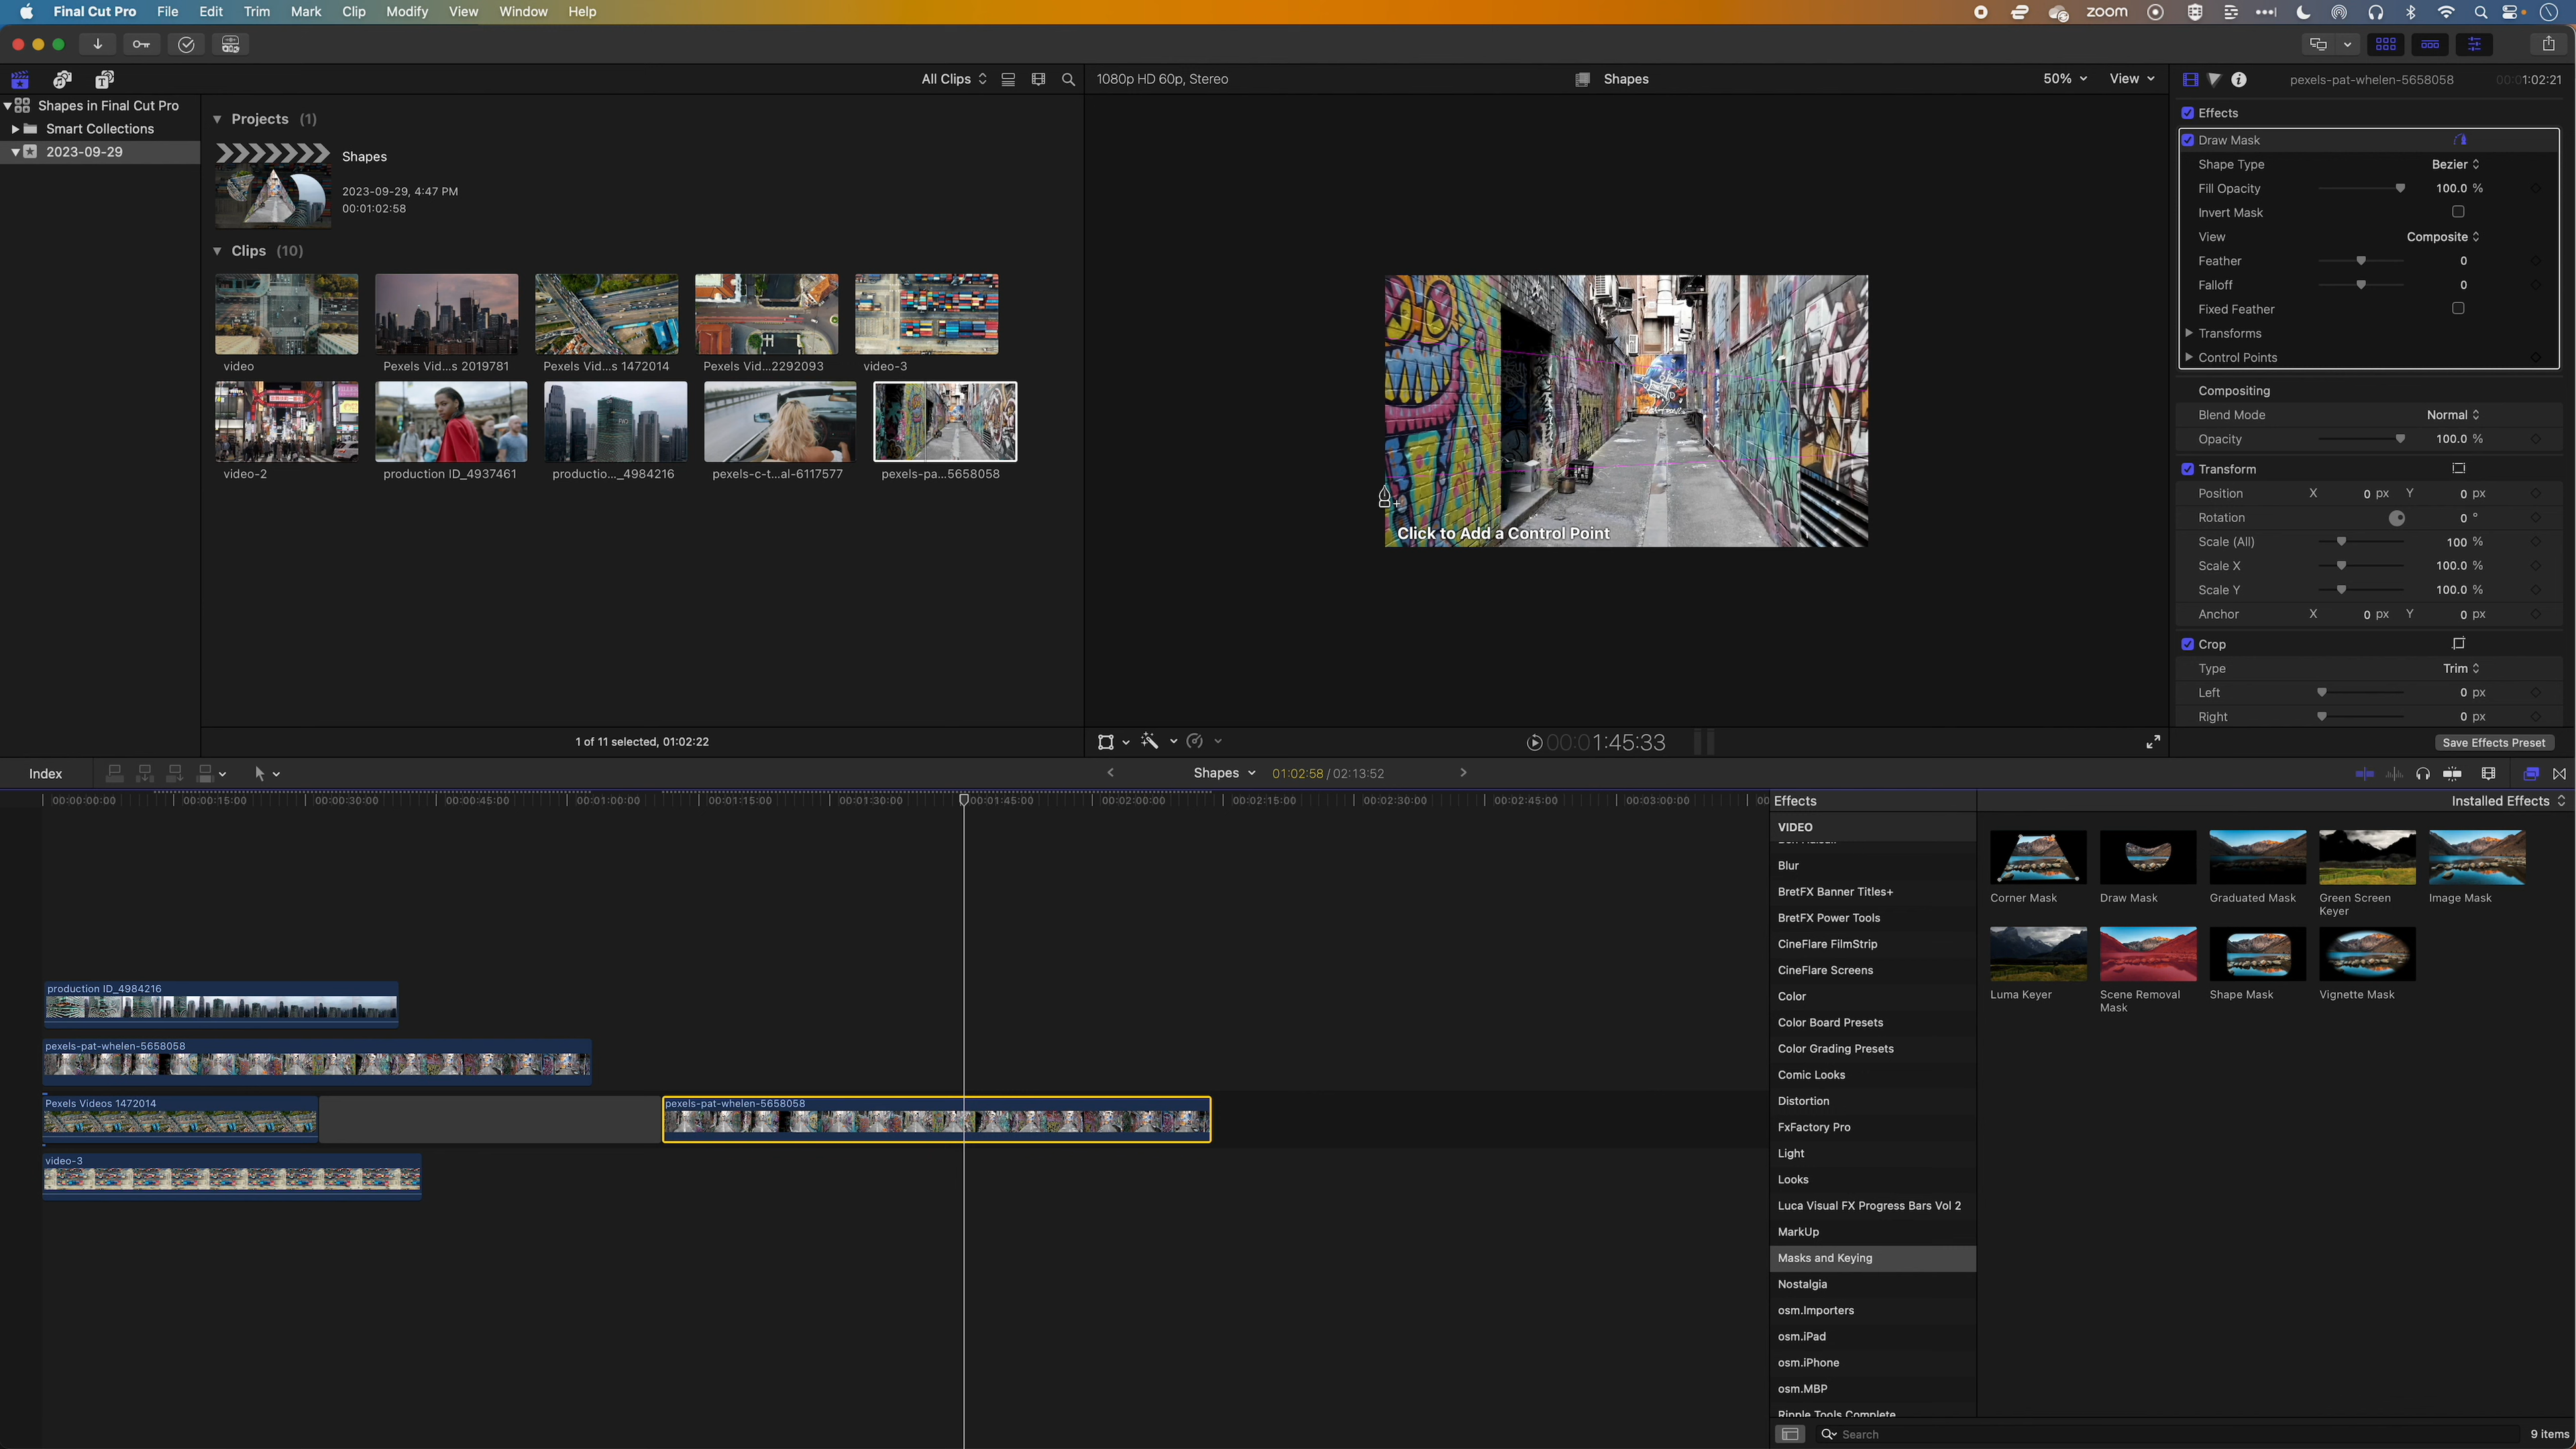 Final Cut Pro File Edit Trim Mark Clip Modify View Window Help zoom
All Clips
1080p HD 60p, Stereo
Shapes
50%
View
pexels-pat-whelen-5658058
00:01:02:21
Shapes in Final Cut Pro
Smart Collections
2023-09-29
Projects (1)
Shapes
2023-09-29, 4:47 PM
00:01:02:58
Clips (10)
video
Pexels Vid...s 2019781
Pexels Vid...s 1472014
Pexels Vid...2292093
video-3
video-2
production ID_4937461
productio..._4984216
pexels-c-t...al-6117577
pexels-pa...5658058
1 of 11 selected, 01:02:22
Click to Add a Control Point
00:01:45:33
Effects
Draw Mask
Shape Type Bezier
Fill Opacity 100.0 %
Invert Mask
View Composite
Feather 0
Falloff 0
Fixed Feather
Transforms
Control Points
Compositing
Blend Mode Normal
Opacity 100.0 %
Transform
Position X 0 px Y 0 px
Rotation 0 °
Scale (All) 100 %
Scale X 100.0 %
Scale Y 100.0 %
Anchor X 0 px Y 0 px
Crop
Type Trim
Left 0 px
Right 0 px
Save Effects Preset
Index
Shapes
01:02:58 / 02:13:52
00:00:00:00 00:00:15:00 00:00:30:00 00:00:45:00 00:01:00:00 00:01:15:00 00:01:30:00 00:01:45:00 00:02:00:00 00:02:15:00 00:02:30:00 00:02:45:00 00:03:00:00 00
production ID_4984216
pexels-pat-whelen-5658058
Pexels Videos 1472014
pexels-pat-whelen-5658058
video-3
Effects
Installed Effects
VIDEO
Blur
BretFX Banner Titles+
BretFX Power Tools
CineFlare FilmStrip
CineFlare Screens
Color
Color Board Presets
Color Grading Presets
Comic Looks
Distortion
FxFactory Pro
Light
Looks
Luca Visual FX Progress Bars Vol 2
MarkUp
Masks and Keying
Nostalgia
osm.Importers
osm.iPad
osm.iPhone
osm.MBP
Ripple Tools Complete
Corner Mask
Draw Mask
Graduated Mask
Green Screen
Keyer
Image Mask
Luma Keyer
Scene Removal
Mask
Shape Mask
Vignette Mask
Search
9 items